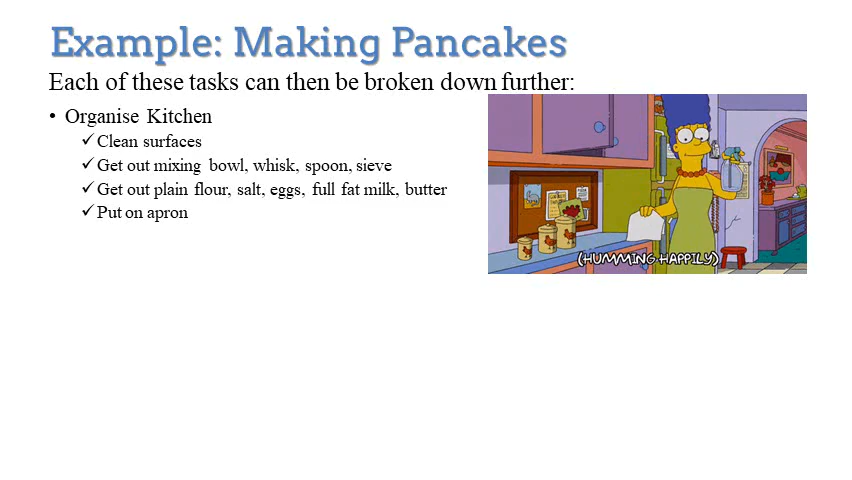 Example: Making Pancakes
Each of these tasks can then be broken down further:
• Organise Kitchen
✓ Clean surfaces
✓ Get out mixing bowl, whisk, spoon, sieve
✓ Get out plain flour, salt, eggs, full fat milk, butter
✓ Put on apron
(HUMMING HAPPILY)